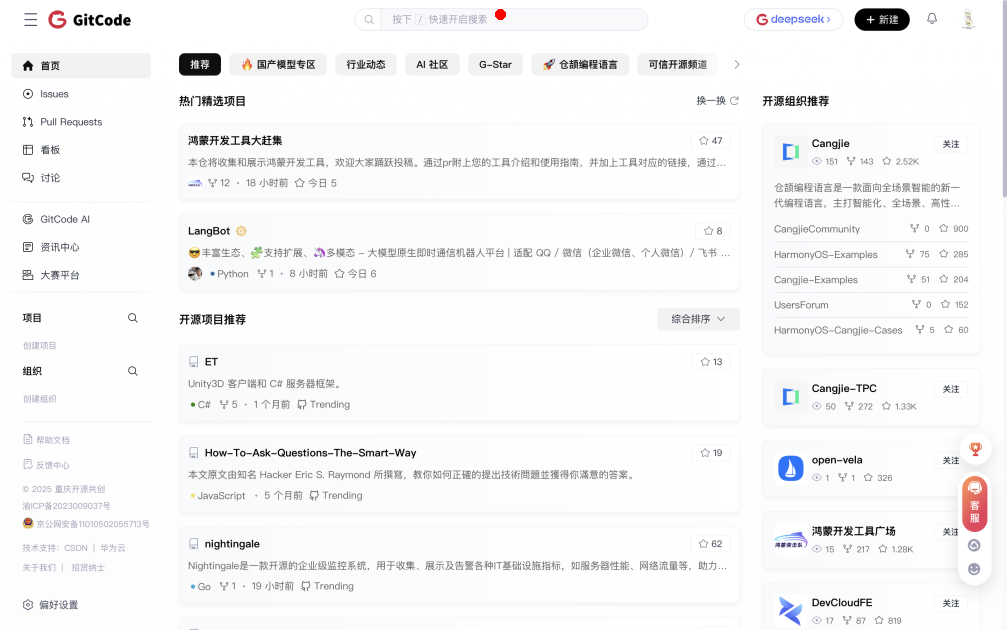 GitCode
按下 / 快速开启搜索
deepseek
新建
首页
Issues
Pull Requests
看板
讨论
GitCode AI
资讯中心
大赛平台
项目
创建项目
组织
创建组织
帮助文档
反馈中心
© 2025 重庆开源共创
渝ICP备2023009037号
京公网安备11010502055713号
技术支持：CSDN | 华为云
关于我们 | 招贤纳士
偏好设置
推荐
国产模型专区
行业动态
AI 社区
G-Star
仓颉编程语言
可信开源频道
热门精选项目
换一换
鸿蒙开发工具大赶集
47
本仓将收集和展示鸿蒙开发工具，欢迎大家踊跃投稿。通过pr附上您的工具介绍和使用指南，并加上工具对应的链接，通过...
12 · 18 小时前 今日 5
LangBot
8
丰富生态、支持扩展、多模态 - 大模型原生即时通信机器人平台 | 适配 QQ / 微信（企业微信、个人微信）/ 飞书 ...
Python 1 · 8 小时前 今日 6
开源项目推荐
综合排序
ET
13
Unity3D 客户端和 C# 服务器框架。
C# 5 · 1 个月前 Trending
How-To-Ask-Questions-The-Smart-Way
19
本文原文由知名 Hacker Eric S. Raymond 所撰寫，教你如何正確的提出技術問題並獲得你滿意的答案。
JavaScript · 5 个月前 Trending
nightingale
62
Nightingale是一款开源的企业级监控系统，用于收集、展示及告警各种IT基础设施指标，如服务器性能、网络流量等，助力...
Go 1 · 19 小时前 Trending
开源组织推荐
Cangjie
关注
151 143 2.52K
仓颉编程语言是一款面向全场景智能的新一
代编程语言，主打智能化、全场景、高性...
CangjieCommunity 0 900
HarmonyOS-Examples 75 285
Cangjie-Examples 51 204
UsersForum 0 152
HarmonyOS-Cangjie-Cases 5 60
Cangjie-TPC
关注
50 272 1.33K
open-vela
关注
1 1 326
鸿蒙开发工具广场
关注
15 217 1.28K
DevCloudFE
关注
17 87 819
客
服